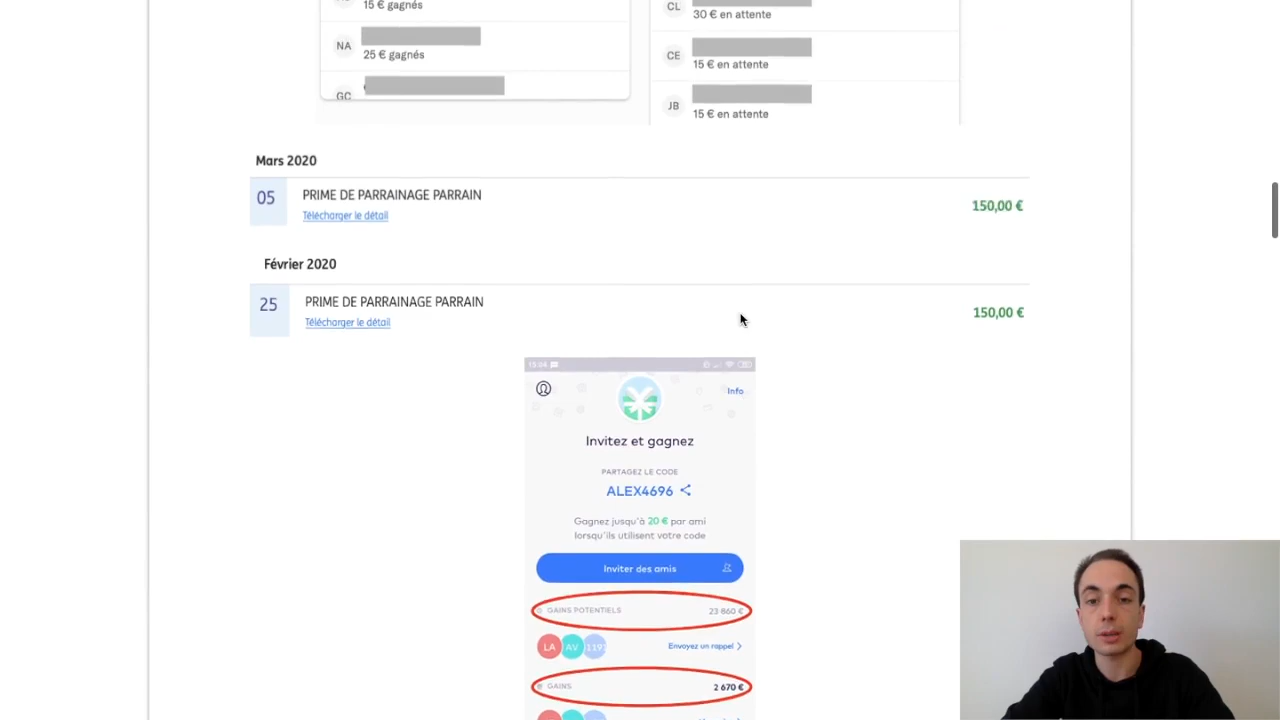 15 € gagnés
NA
25 € gagnés
GC
CL
30 € en attente
CE
15 € en attente
JB
15 € en attente
Mars 2020
05
PRIME DE PARRAINAGE PARRAIN
150,00 €
Télécharger le détail
Février 2020
25
PRIME DE PARRAINAGE PARRAIN
150,00 €
Télécharger le détail
13:04
Info
Invitez et gagnez
PARTAGEZ LE CODE
ALEX4696
Gagnez jusqu'à 20 € par ami
lorsqu'ils utilisent votre code
Inviter des amis
GAINS POTENTIELS
23 860 €
LA AV 1191
Envoyez un rappel
GAINS
2 670 €